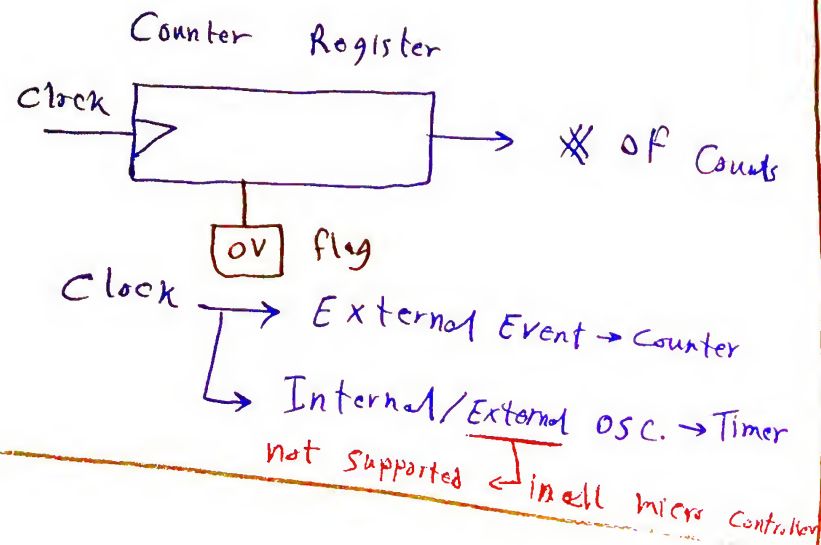 Counter Register
Clock
# of Counts
OV flag
Clock → External Event → Counter
Internal/External OSC. → Timer
not supported ← in all micro Controller